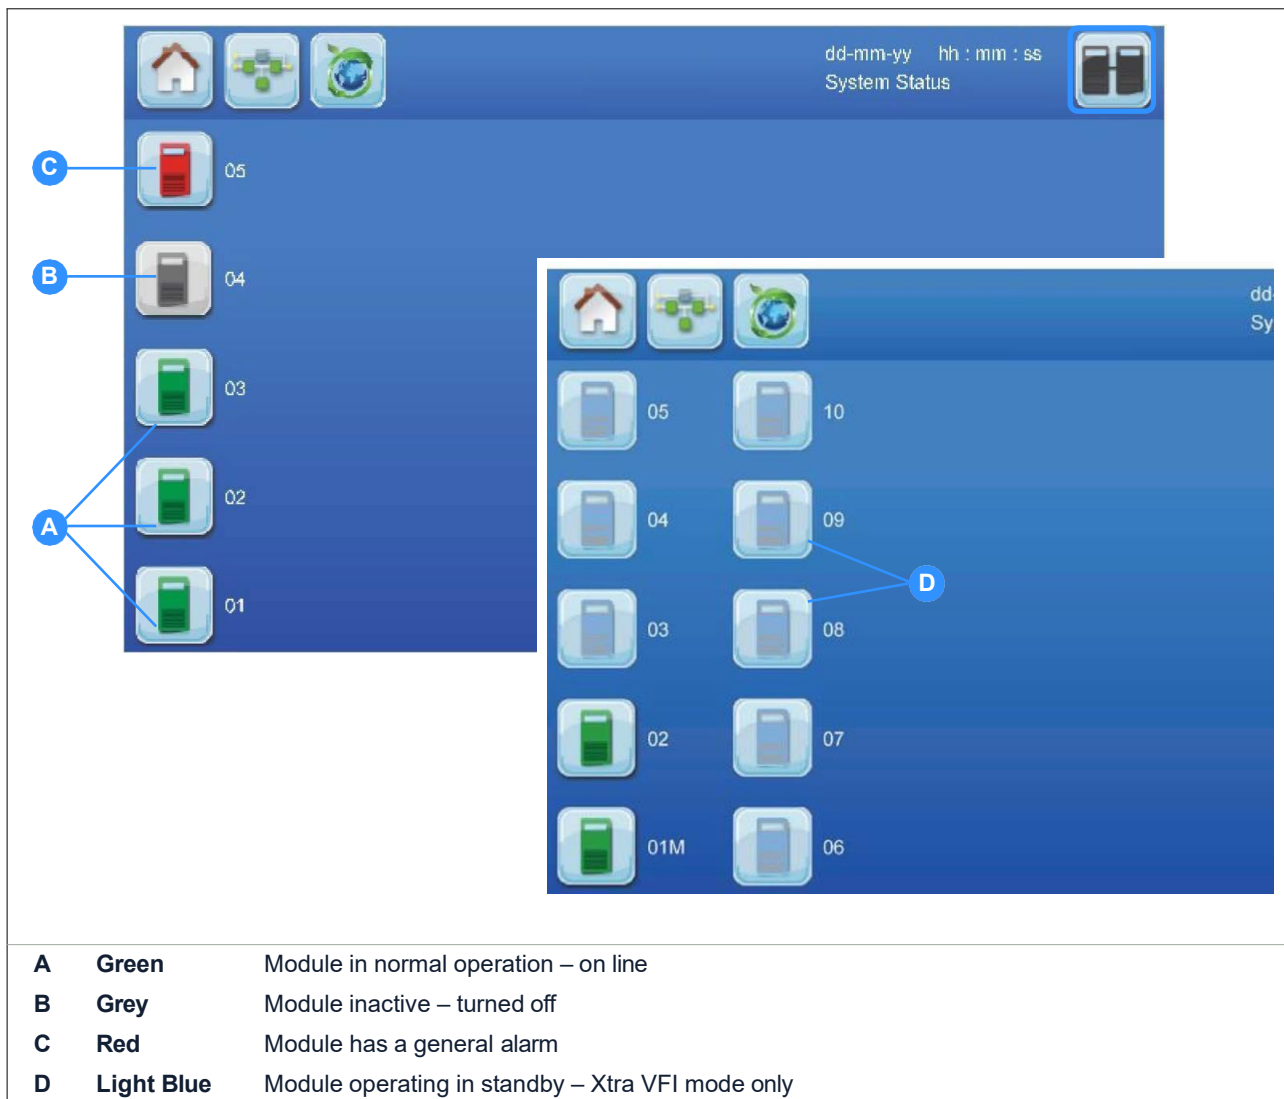 dd-mm-yy hh : mm : ss
System Status
C
05
B
04
03
A
02
01
dd-
Sy
05 10
04 09
D
03 08
02 07
01M 06
A Green Module in normal operation – on line
B Grey Module inactive – turned off
C Red Module has a general alarm
D Light Blue Module operating in standby – Xtra VFI mode only